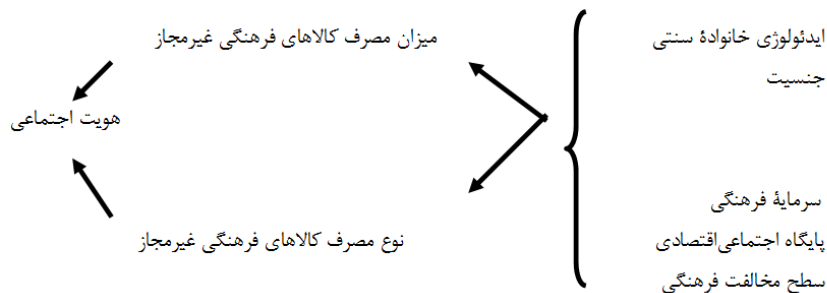 ایدئولوژی خانوادۀ سنتی
جنسیت
سرمایۀ فرهنگی
پایگاه اجتماعی‌اقتصادی
سطح مخالفت فرهنگی
میزان مصرف کالاهای فرهنگی غیرمجاز
نوع مصرف کالاهای فرهنگی غیرمجاز
هویت اجتماعی